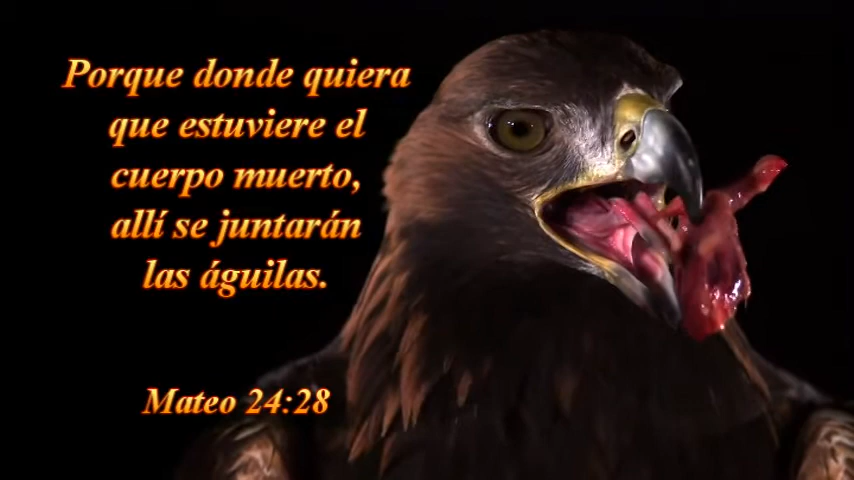 Porque donde quiera
que estuviere el
cuerpo muerto,
allí se juntarán
las águilas.
Mateo 24:28